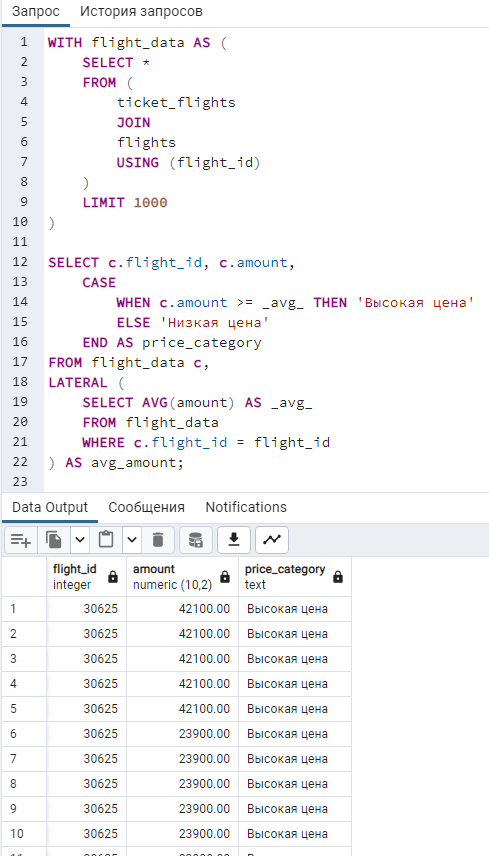 Запрос История запросов
1 WITH flight_data AS (
2 SELECT *
3 FROM (
4 ticket_flights
5 JOIN
6 flights
7 USING (flight_id)
8 )
9 LIMIT 1000
10 )
11
12 SELECT c.flight_id, c.amount,
13 CASE
14 WHEN c.amount >= _avg_ THEN 'Высокая цена'
15 ELSE 'Низкая цена'
16 END AS price_category
17 FROM flight_data c,
18 LATERAL (
19 SELECT AVG(amount) AS _avg_
20 FROM flight_data
21 WHERE c.flight_id = flight_id
22 ) AS avg_amount;
23
Data Output Сообщения Notifications
flight_id amount price_category
integer numeric (10,2) text
1 30625 42100.00 Высокая цена
2 30625 42100.00 Высокая цена
3 30625 42100.00 Высокая цена
4 30625 42100.00 Высокая цена
5 30625 42100.00 Высокая цена
6 30625 23900.00 Высокая цена
7 30625 23900.00 Высокая цена
8 30625 23900.00 Высокая цена
9 30625 23900.00 Высокая цена
10 30625 23900.00 Высокая цена